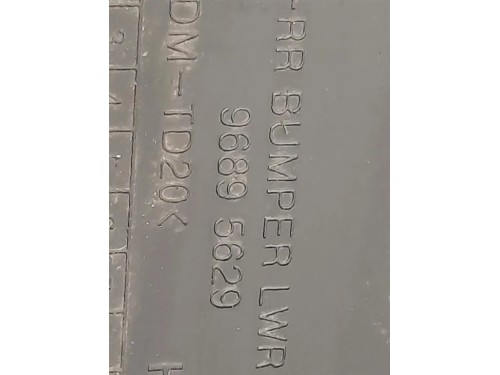 -RR BUMPER LWR
9689 5629
DM-TD20<
H